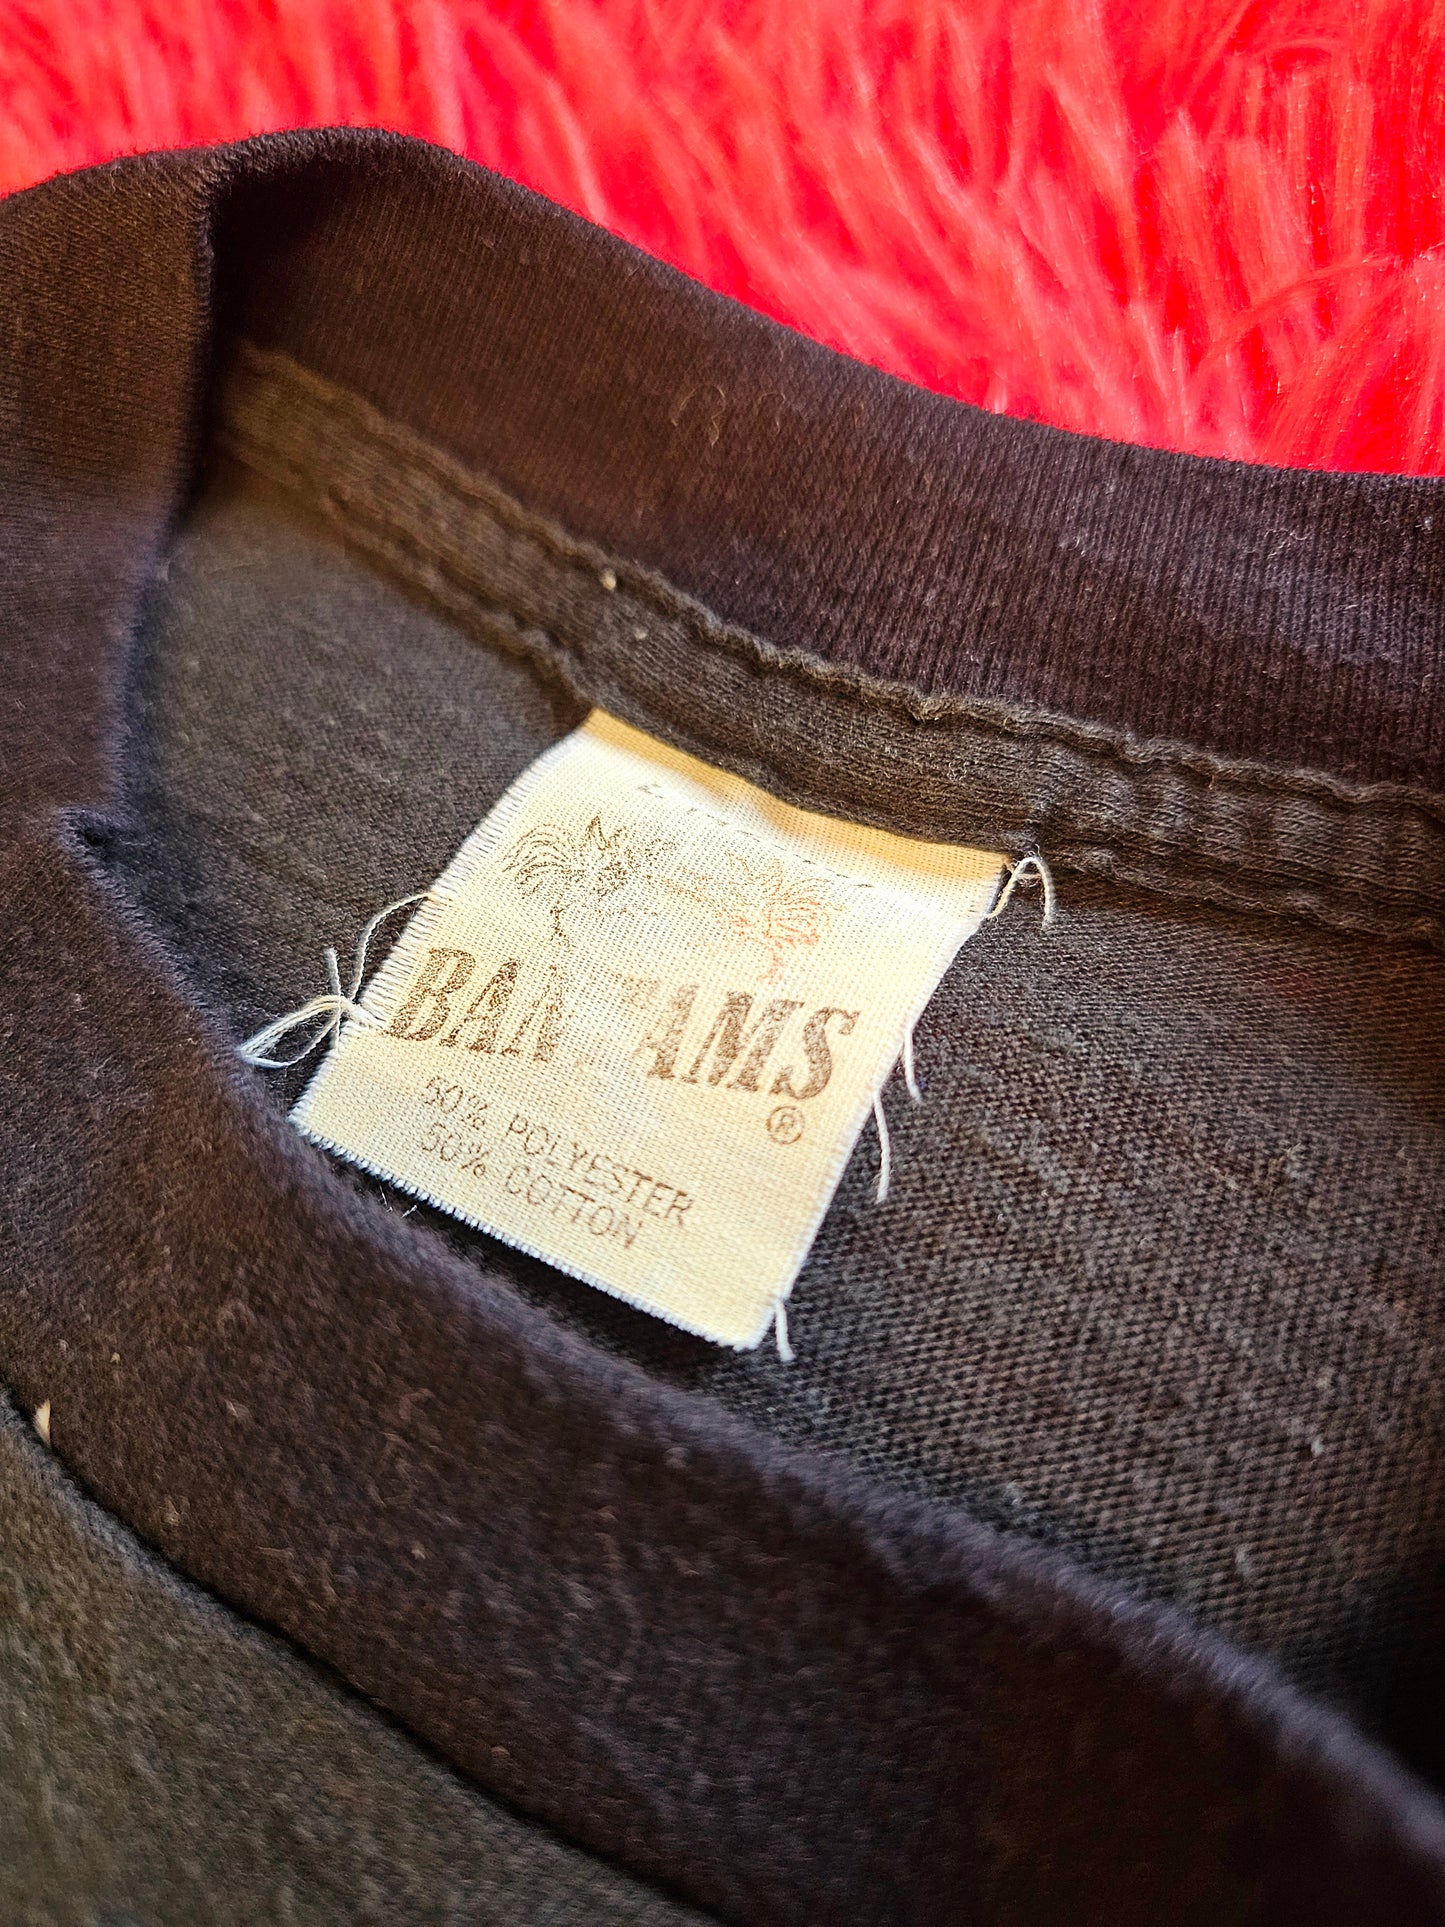 BANTAMS
®
50% POLYESTER
50% COTTON